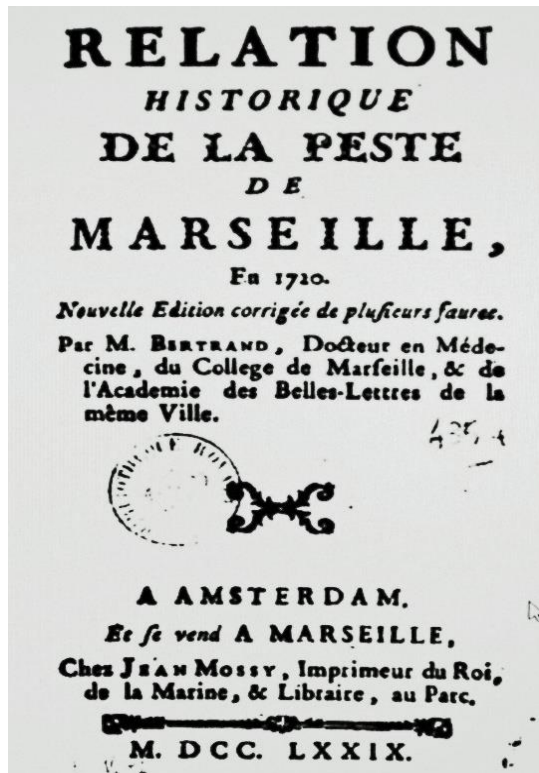 RELATION
HISTORIQUE
DE LA PESTE
DE
MARSEILLE,
En 1720.
Nouvelle Edition corrigée de plusieurs fautes.
Par M. BERTRAND, Docteur en Méde-
cine, du College de Marseille, & de
l'Academie des Belles-Lettres de la
même Ville.
A AMSTERDAM.
Et se vend A MARSEILLE,
Chez JEAN MOSSY, Imprimeur du Roi,
de la Marine, & Libraire, au Parc.
M. DCC. LXXIX.